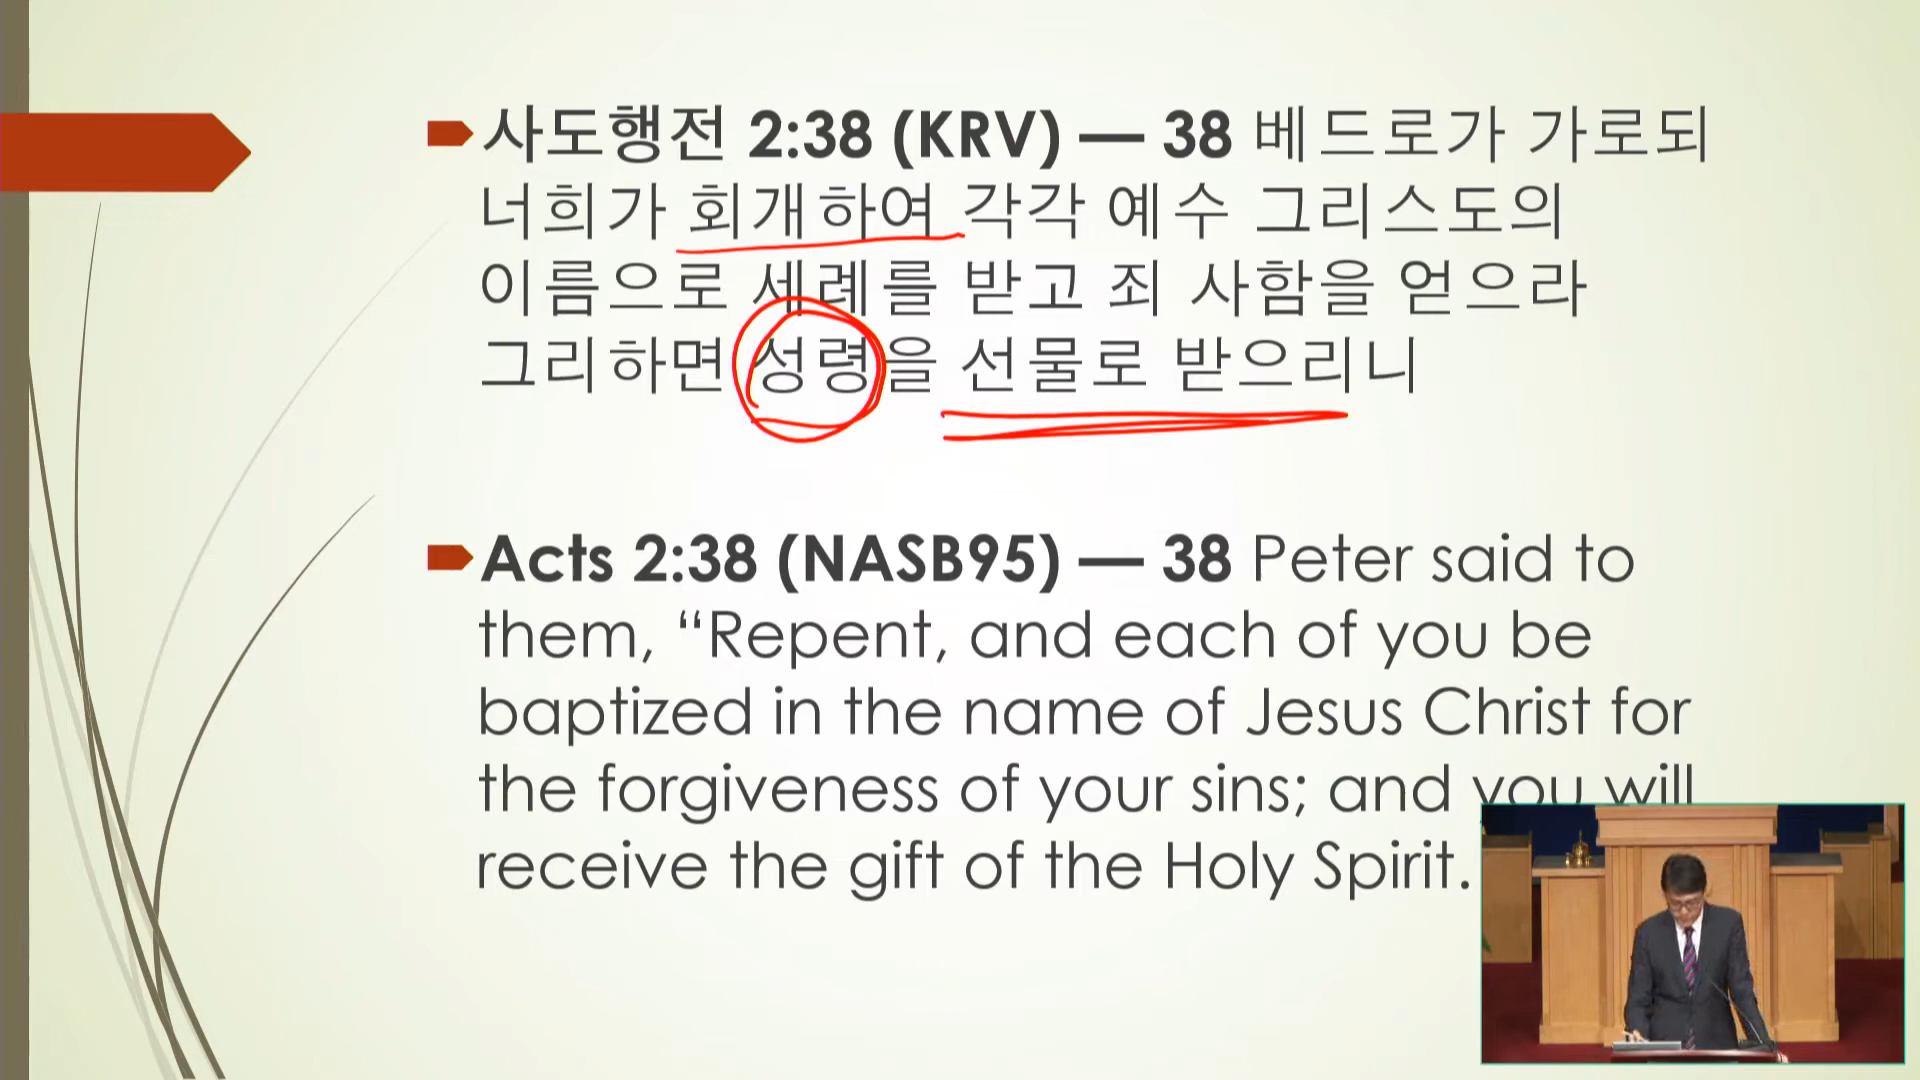 사도행전 2:38 (KRV) — 38 베드로가 가로되
너희가 회개하여 각각 예수 그리스도의
이름으로 세례를 받고 죄 사함을 얻으라
그리하면 성령을 선물로 받으리니
Acts 2:38 (NASB95) — 38 Peter said to
them, “Repent, and each of you be
baptized in the name of Jesus Christ for
the forgiveness of your sins; and you will
receive the gift of the Holy Spirit.